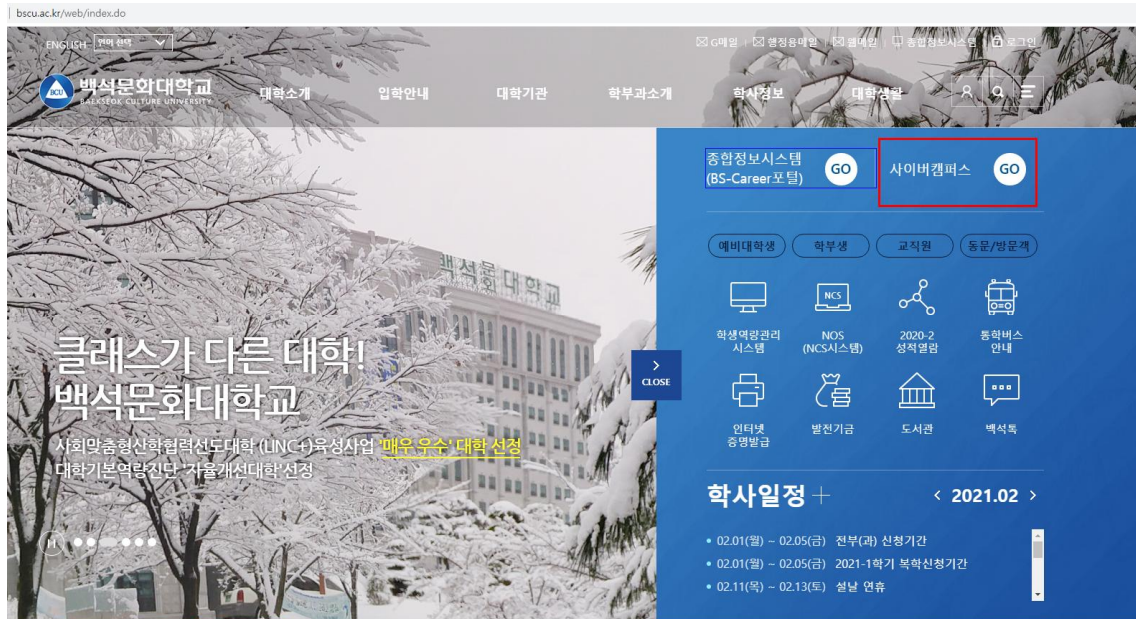 bscu.ac.kr/web/index.do
ENGLISH 언어 선택
G메일 행정용메일 웹메일 종합정보시스템 로그인
BCU 백석문화대학교
BAEKSEOK CULTURE UNIVERSITY
대학소개 입학안내 대학기관 학부과소개 학사정보 대학생활
종합정보시스템
(BS-Career포털)
GO
사이버캠퍼스 GO
예비대학생 학부생 교직원 동문/방문객
NCS
학생역량관리
시스템
NOS
(NCS시스템)
2020-2
성적열람
통학버스
안내
인터넷
증명발급
발전기금
도서관
백석톡
백석문화대학교
클래스가 다른 대학!
백석문화대학교
사회맞춤형산학협력선도대학 (LINC+)육성사업 '매우 우수' 대학 선정
대학기본역량진단 '자율개선대학'선정
CLOSE
학사일정
2021.02
02.01(월) ~ 02.05(금) 전부(과) 신청기간
02.01(월) ~ 02.05(금) 2021-1학기 복학신청기간
02.11(목) ~ 02.13(토) 설날 연휴